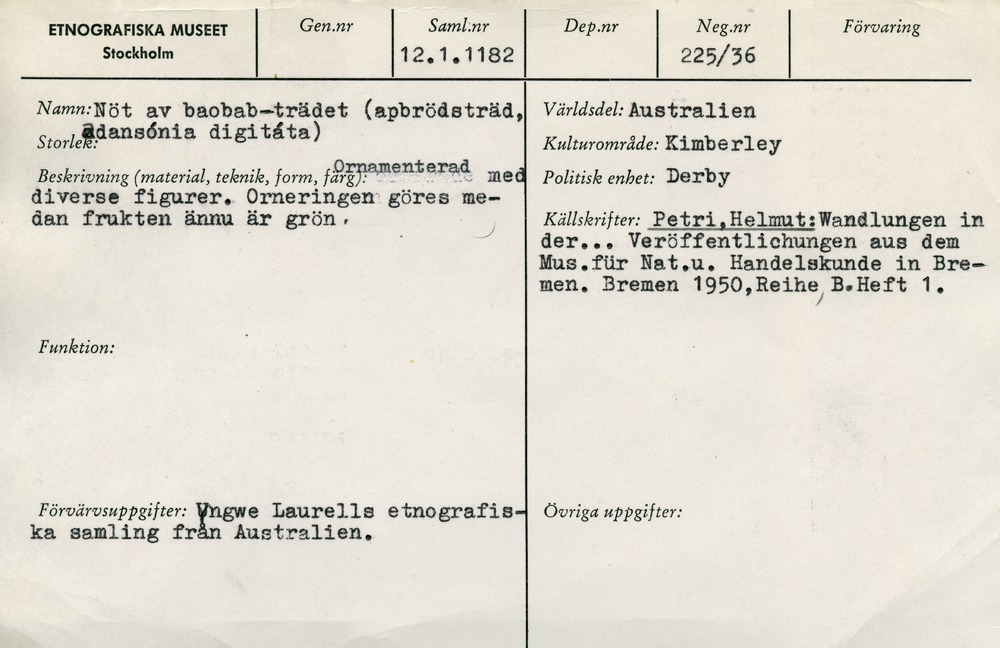 ETNOGRAFISKA MUSEET
Stockholm
Gen.nr
Saml.nr
12.1.1182
Dep.nr
Neg.nr
225/36
Förvaring
Namn: Nöt av baobab-trädet (apbrödsträd,
adansónia digitáta)
Storlek:
Ornamenterad
Beskrivning (material, teknik, form, färg): med
diverse figurer. Orneringen göres me-
dan frukten ännu är grön.
Funktion:
Förvärvsuppgifter: Yngwe Laurells etnografis-
ka samling från Australien.
Världsdel: Australien
Kulturområde: Kimberley
Politisk enhet: Derby
Källskrifter: Petri, Helmut: Wandlungen in
der... Veröffentlichungen aus dem
Mus.für Nat.u. Handelskunde in Bre-
men. Bremen 1950, Reihe B.Heft 1.
Övriga uppgifter: